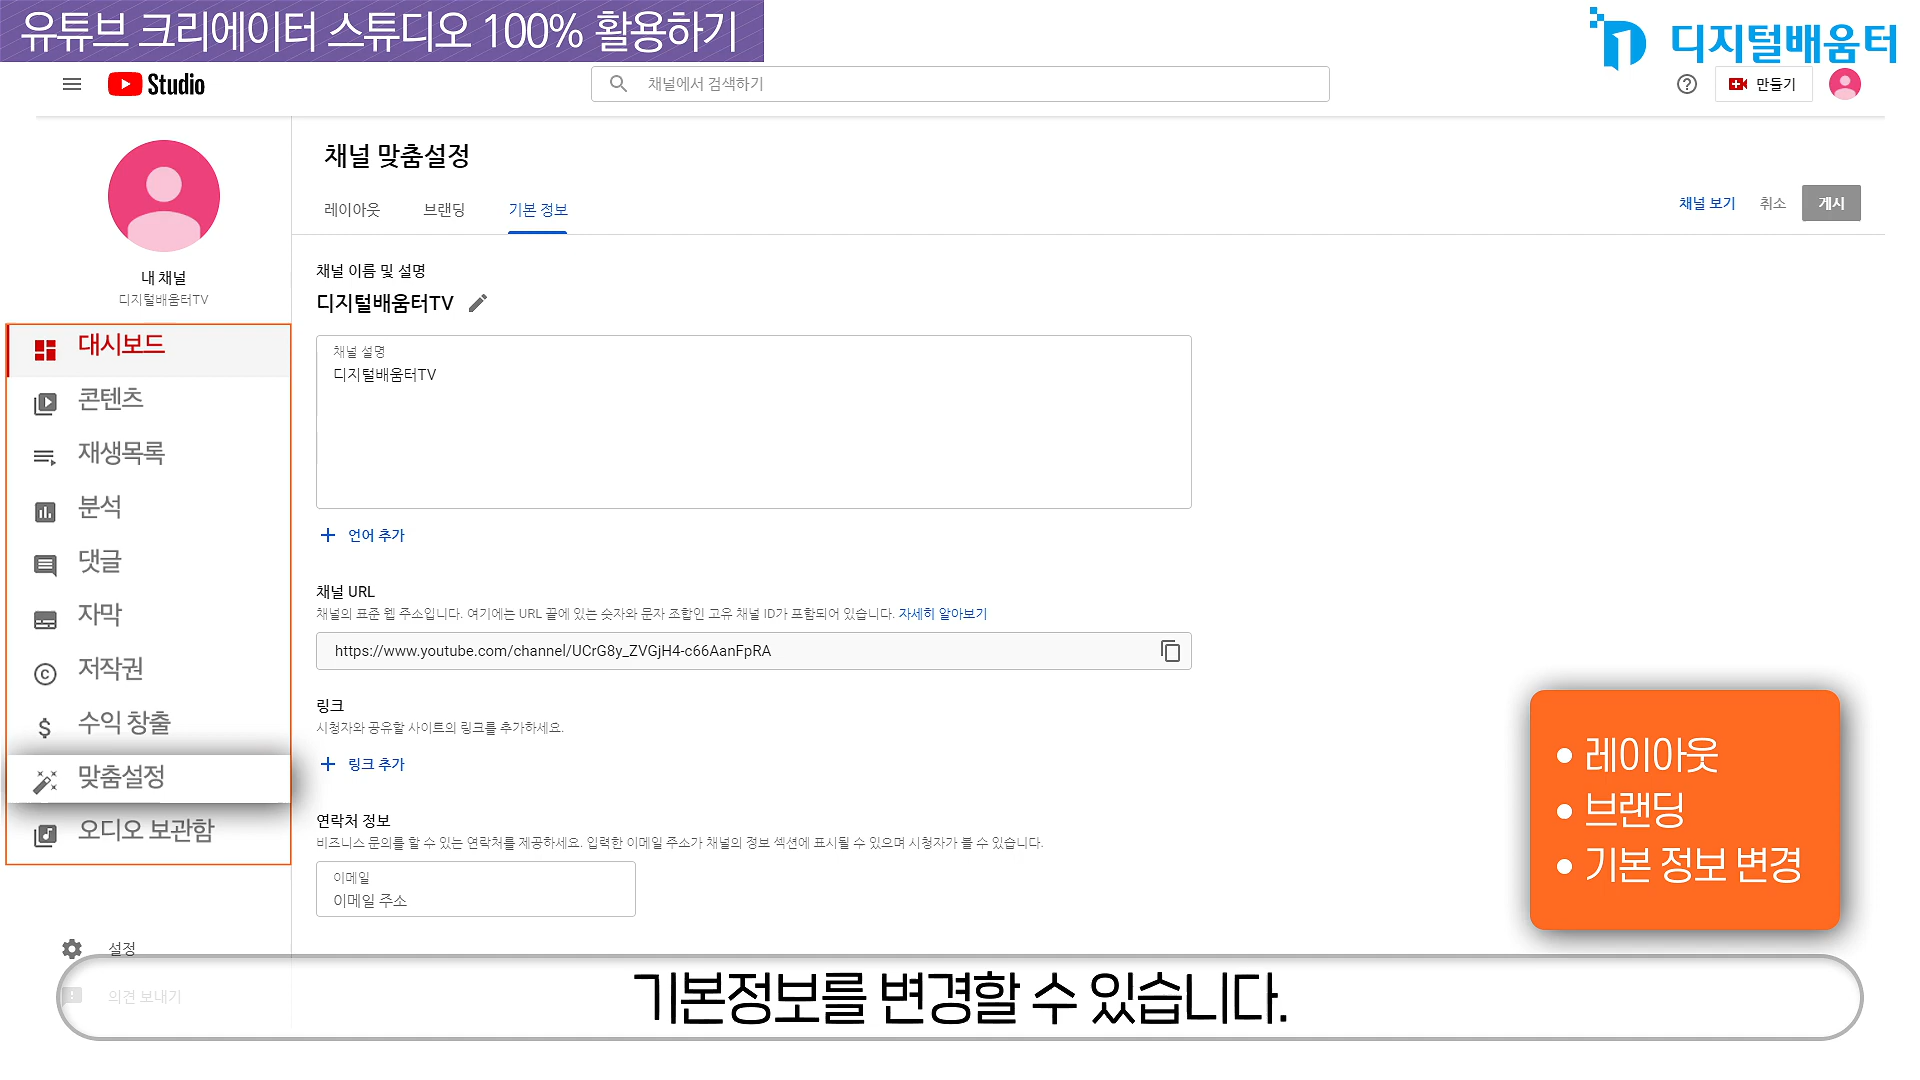 유튜브 크리에이터 스튜디오 100% 활용하기
디지털배움터
Studio
채널에서 검색하기
만들기
내 채널
디지털배움터TV
대시보드
콘텐츠
재생목록
분석
댓글
자막
저작권
수익 창출
맞춤설정
오디오 보관함
설정
의견 보내기
채널 맞춤설정
레이아웃 브랜딩 기본 정보
채널 보기 취소 게시
채널 이름 및 설명
디지털배움터TV
채널 설명
디지털배움터TV
언어 추가
채널 URL
채널의 표준 웹 주소입니다. 여기에는 URL 끝에 있는 숫자와 문자 조합인 고유 채널 ID가 포함되어 있습니다. 자세히 알아보기
https://www.youtube.com/channel/UCrG8y_ZVGjH4-c66AanFpRA
링크
시청자와 공유할 사이트의 링크를 추가하세요.
링크 추가
연락처 정보
비즈니스 문의를 할 수 있는 연락처를 제공하세요. 입력한 이메일 주소가 채널의 정보 섹션에 표시될 수 있으며 시청자가 볼 수 있습니다.
이메일
이메일 주소
• 레이아웃
• 브랜딩
• 기본 정보 변경
기본정보를 변경할 수 있습니다.